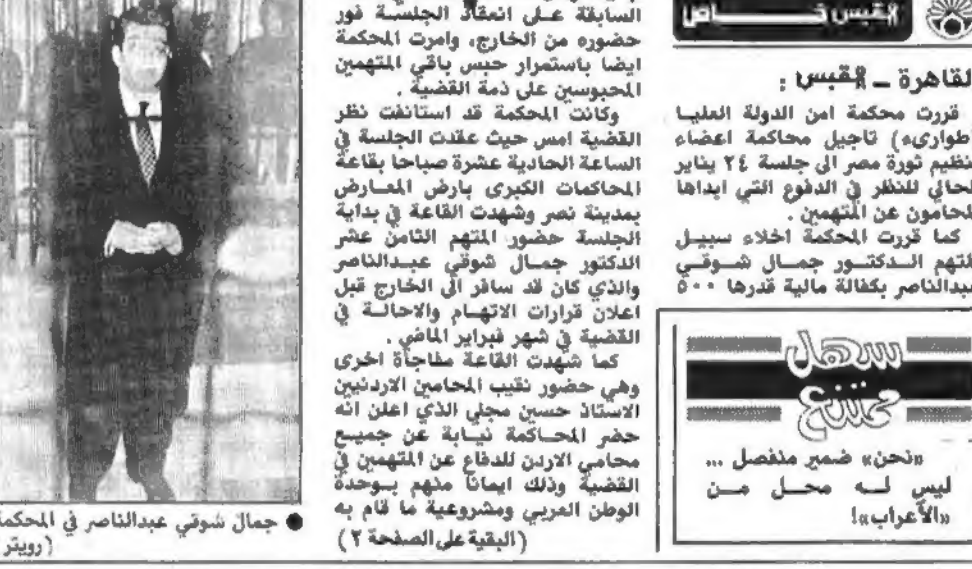 القبس خاص
القاهرة _ القبس :
قررت محكمة امن الدولة العليا
(طوارىء) تاجيل محاكمة اعضاء
تنظيم ثورة مصر الى جلسة ٢٤ يناير
الحالي للنظر في الدفوع التي ابداها
المحامون عن المتهمين .
كما قررت المحكمة اخلاء سبيل
المتهم الدكتور جمال شوقي
عبدالناصر بكفالة مالية قدرها ٥٠٠
السابقة على انعقاد الجلسة فور
حضوره من الخارج، وامرت المحكمة
ايضا باستمرار حبس باقي المتهمين
المحبوسين على ذمة القضية .
وكانت المحكمة قد استانفت نظر
القضية امس حيث عقدت الجلسة في
الساعة الحادية عشرة صباحا بقاعة
المحاكمات الكبرى بارض المعارض
بمدينة نصر وشهدت القاعة في بداية
الجلسة حضور المتهم الثامن عشر
الدكتور جمال شوقي عبدالناصر
والذي كان قد سافر الى الخارج قبل
اعلان قرارات الاتهام والاحالة في
القضية في شهر فبراير الماضي .
كما شهدت القاعة مفاجأة اخرى
وهي حضور نقيب المحامين الاردنيين
الاستاذ حسين مجلي الذي اعلن انه
حضر المحاكمة نيابة عن جميع
محامي الاردن للدفاع عن المتهمين في
القضية وذلك ايمانا منهم بوحدة
الوطن العربي ومشروعية ما قام به
(البقية على الصفحة ٢)
سهل
ممتنع
«نحن» ضمير منفصل ...
ليس له محل من
«الأعراب»!
جمال شوقي عبدالناصر في المحكمة
(رويتر